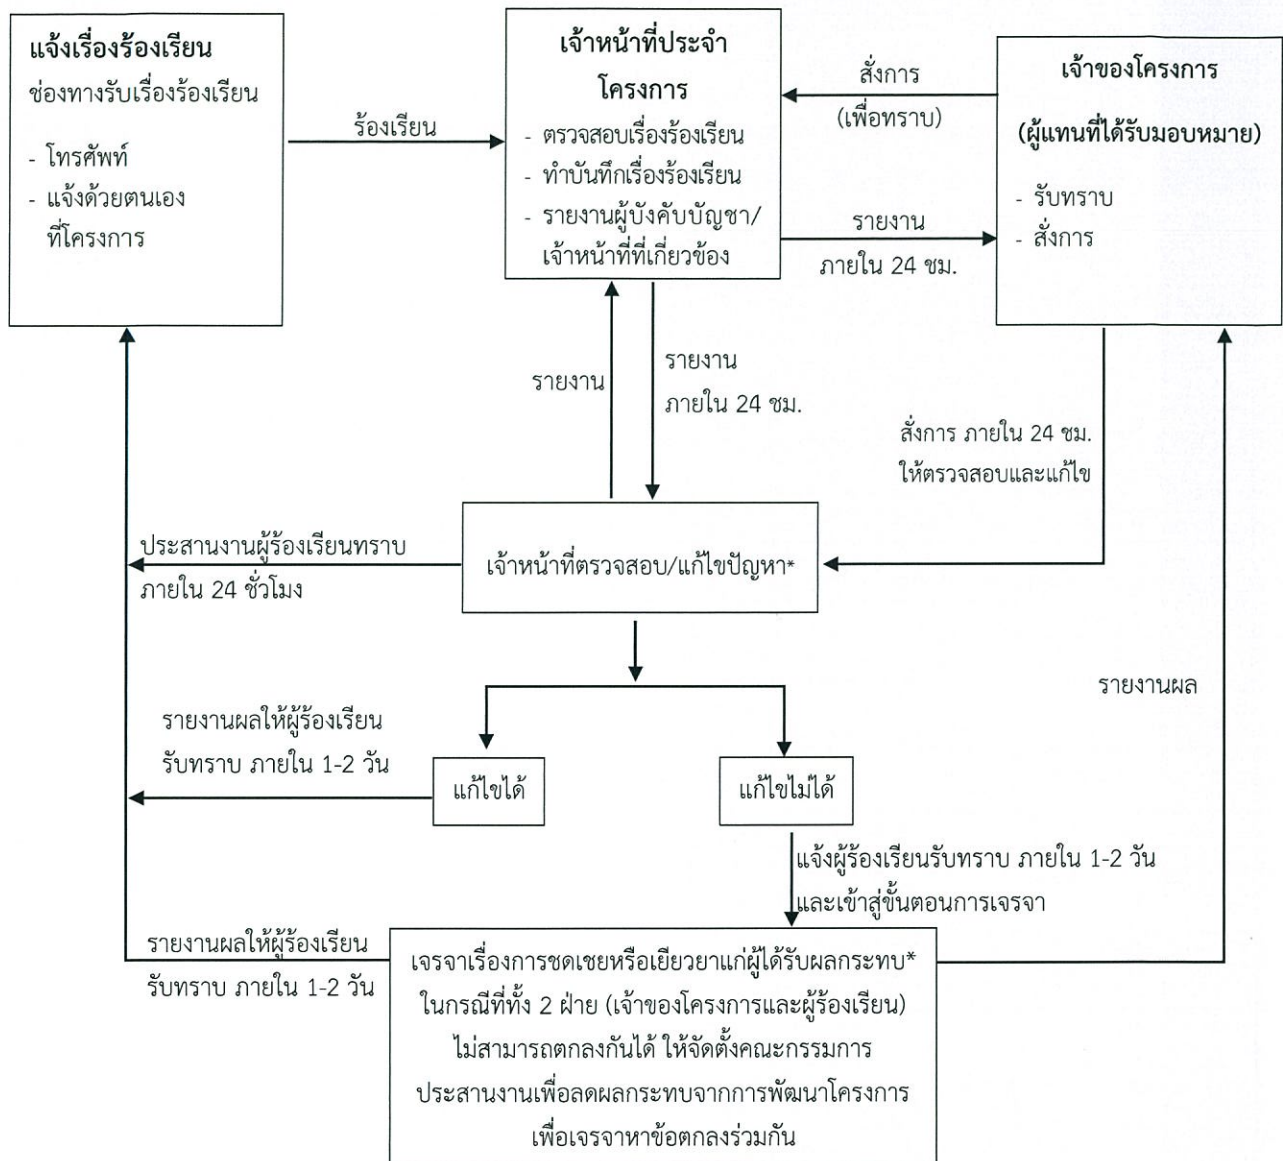 แจ้งเรื่องร้องเรียน
ช่องทางรับเรื่องร้องเรียน
- โทรศัพท์
- แจ้งด้วยตนเอง
ที่โครงการ
ร้องเรียน
เจ้าหน้าที่ประจำ
โครงการ
- ตรวจสอบเรื่องร้องเรียน
- ทำบันทึกเรื่องร้องเรียน
- รายงานผู้บังคับบัญชา/
เจ้าหน้าที่ที่เกี่ยวข้อง
สั่งการ
(เพื่อทราบ)
รายงาน
ภายใน 24 ชม.
เจ้าของโครงการ
(ผู้แทนที่ได้รับมอบหมาย)
- รับทราบ
- สั่งการ
รายงาน
รายงาน
ภายใน 24 ชม.
สั่งการ ภายใน 24 ชม.
ให้ตรวจสอบและแก้ไข
ประสานงานผู้ร้องเรียนทราบ
ภายใน 24 ชั่วโมง
เจ้าหน้าที่ตรวจสอบ/แก้ไขปัญหา*
รายงานผล
รายงานผลให้ผู้ร้องเรียน
รับทราบ ภายใน 1-2 วัน
แก้ไขได้
แก้ไขไม่ได้
แจ้งผู้ร้องเรียนรับทราบ ภายใน 1-2 วัน
และเข้าสู่ขั้นตอนการเจรจา
รายงานผลให้ผู้ร้องเรียน
รับทราบ ภายใน 1-2 วัน
เจรจาเรื่องการชดเชยหรือเยียวยาแก่ผู้ได้รับผลกระทบ*
ในกรณีที่ทั้ง 2 ฝ่าย (เจ้าของโครงการและผู้ร้องเรียน)
ไม่สามารถตกลงกันได้ ให้จัดตั้งคณะกรรมการ
ประสานงานเพื่อลดผลกระทบจากการพัฒนาโครงการ
เพื่อเจรจาหาข้อตกลงร่วมกัน